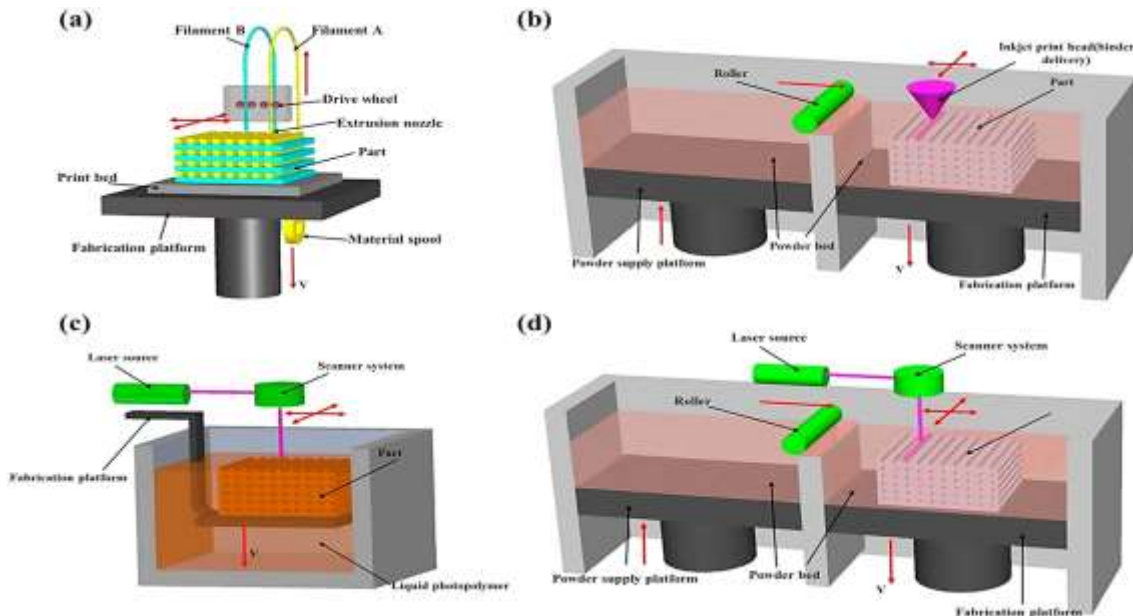 (a)
Filament B
Filament A
Drive wheel
Extrusion nozzle
Part
Print bed
Fabrication platform
Material spool
V
(b)
Inkjet print head(binder
delivery)
Roller
Part
Powder bed
Powder supply platform
V
Fabrication platform
(c)
Laser source
Scanner system
Fabrication platform
Part
V
Liquid photopolymer
(d)
Laser source
Scanner system
Roller
Powder supply platform
Powder bed
V
Fabrication platform